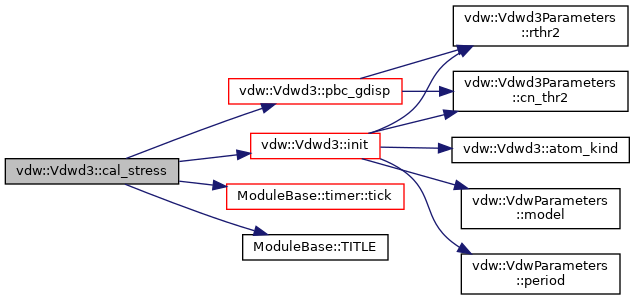 vdw::Vdwd3::cal_stress
vdw::Vdwd3::pbc_gdisp
vdw::Vdwd3::init
ModuleBase::timer::tick
ModuleBase::TITLE
vdw::Vdwd3Parameters
::rthr2
vdw::Vdwd3Parameters
::cn_thr2
vdw::Vdwd3::atom_kind
vdw::VdwParameters
::model
vdw::VdwParameters
::period